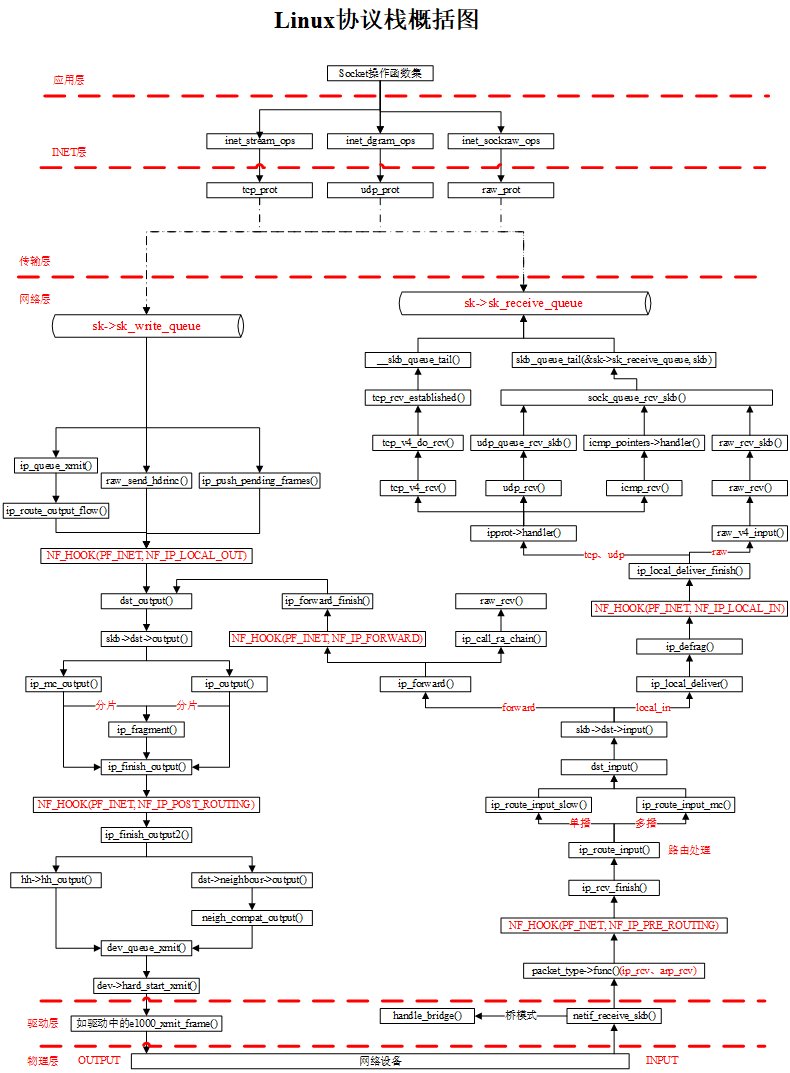 Linux协议栈概括图
Socket操作函数集
应用层
inet_stream_ops
inet_dgram_ops
inet_sockraw_ops
INET层
tcp_prot
udp_prot
raw_prot
传输层
网络层
sk->sk_receive_queue
sk->sk_write_queue
__skb_queue_tail()
skb_queue_tail(&sk->sk_receive_queue, skb)
tcp_rcv_established()
sock_queue_rcv_skb()
tcp_v4_do_rcv()
udp_queue_rcv_skb()
icmp_pointers->handler()
raw_rcv_skb()
ip_queue_xmit()
raw_send_hdrinc()
ip_push_pending_frames()
tcp_v4_rcv()
udp_rcv()
icmp_rcv()
raw_rcv()
ip_route_output_flow()
ipprot->handler()
raw_v4_input()
NF_HOOK(PF_INET, NF_IP_LOCAL_OUT)
tcp、udp
raw
ip_local_deliver_finish()
dst_output()
ip_forward_finish()
raw_rcv()
NF_HOOK(PF_INET, NF_IP_LOCAL_IN)
skb->dst->output()
NF_HOOK(PF_INET, NF_IP_FORWARD)
ip_call_ra_chain()
ip_defrag()
ip_mc_output()
ip_output()
ip_forward()
ip_local_deliver()
分片
分片
forward
local_in
ip_fragment()
skb->dst->input()
ip_finish_output()
dst_input()
NF_HOOK(PF_INET, NF_IP_POST_ROUTING)
ip_route_input_slow()
ip_route_input_mc()
单播
多播
ip_finish_output2()
ip_route_input()
路由处理
hh->hh_output()
dst->neighbour->output()
ip_rcv_finish()
neigh_compat_output()
NF_HOOK(PF_INET, NF_IP_PRE_ROUTING)
dev_queue_xmit()
packet_type->func()(ip_rcv、arp_rcv)
dev->hard_start_xmit()
驱动层
如驱动中的e1000_xmit_frame()
handle_bridge()
桥模式
netif_receive_skb()
物理层
OUTPUT
网络设备
INPUT